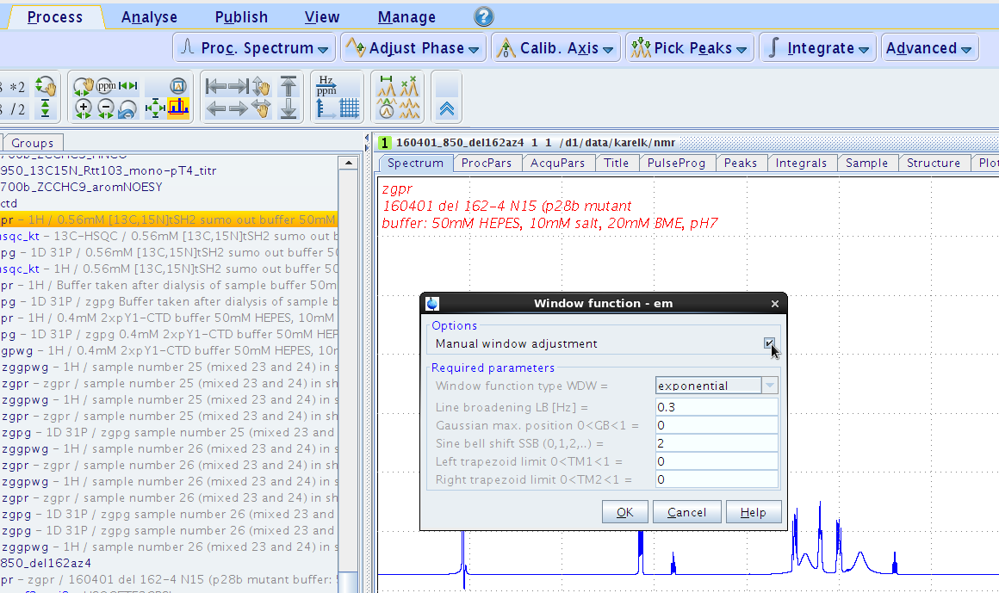 Process Analyse Publish View Manage ?
Proc. Spectrum Adjust Phase Calib. Axis Pick Peaks Integrate Advanced
*2 ppm Hz ppm
/2
Groups
1 160401_850_del162az4 1 1 /d1/data/karelk/nmr
Spectrum ProcPars AcquPars Title PulseProg Peaks Integrals Sample Structure Plot
950_13C15N_Rtt103_mono-pT4_titr
700b_ZCCHC9_aromNOESY
ctd
pr - 1H / 0.56mM [13C,15N]tSH2 sumo out buffer 50mM
hsqc_kt - 13C-HSQC / 0.56mM [13C,15N]tSH2 sumo out b
pg - 1D 31P / 0.56mM [13C,15N]tSH2 sumo out buffer 50
hsqc_kt - 1H / 0.56mM [13C,15N]tSH2 sumo out buffer 50
pr - 1H / Buffer taken after dialysis of sample buffer 50m
pg - 1D 31P / zgpg Buffer taken after dialysis of sample b
pr - 1H / 0.4mM 2xpY1-CTD buffer 50mM HEPES, 10mM
pg - 1D 31P / zgpg 0.4mM 2xpY1-CTD buffer 50mM HEP
gpwg - 1H / 0.4mM 2xpY1-CTD buffer 50mM HEPES, 10m
zggpwg - 1H / sample number 25 (mixed 23 and 24) in s
zgpr - zgpr / sample number 25 (mixed 23 and 24) in sh
zggpwg - 1H / sample number 25 (mixed 23 and 24) in s
zgpr - zgpr / sample number 25 (mixed 23 and 24) in sh
zgpg - 1D 31P / zgpg sample number 25 (mixed 23 and
zggpwg - 1H / sample number 26 (mixed 23 and 24) in s
zgpr - zgpr / sample number 26 (mixed 23 and 24) in sh
zggpwg - 1H / sample number 26 (mixed 23 and 24) in s
zgpr - zgpr / sample number 26 (mixed 23 and 24) in sh
zgpg - 1D 31P / zgpg sample number 26 (mixed 23 and
zgpg - 1D 31P / zgpg sample number 26 (mixed 23 and
zggpwg - 1H / sample number 26 (mixed 23 and 24) in s
850_del162az4
pr - zgpr / 160401 del 162-4 N15 (p28b mutant buffer:
zgpr
160401 del 162-4 N15 (p28b mutant
buffer: 50mM HEPES, 10mM salt, 20mM BME, pH7
Window function - em
Options
Manual window adjustment
Required parameters
Window function type WDW = exponential
Line broadening LB [Hz] = 0.3
Gaussian max. position 0<GB<1 = 0
Sine bell shift SSB (0,1,2,..) = 2
Left trapezoid limit 0<TM1<1 = 0
Right trapezoid limit 0<TM2<1 = 0
OK Cancel Help